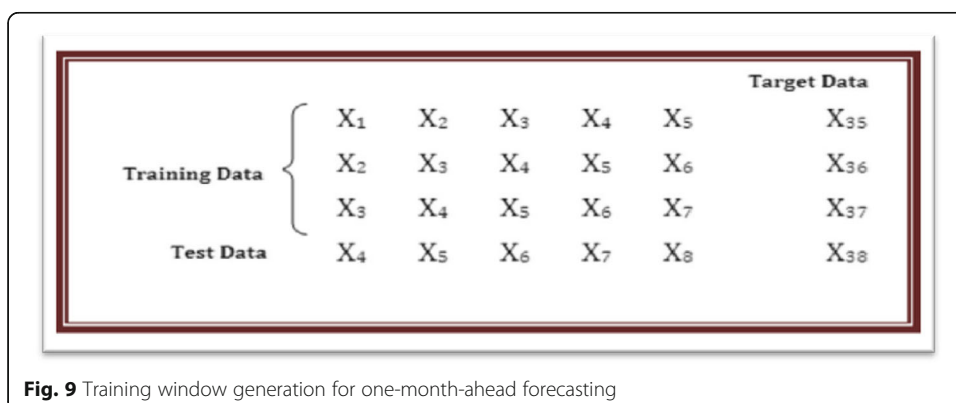 Target Data
X₁ X₂ X₃ X₄ X₅ X₃₅
Training Data X₂ X₃ X₄ X₅ X₆ X₃₆
X₃ X₄ X₅ X₆ X₇ X₃₇
Test Data X₄ X₅ X₆ X₇ X₈ X₃₈
Fig. 9 Training window generation for one-month-ahead forecasting